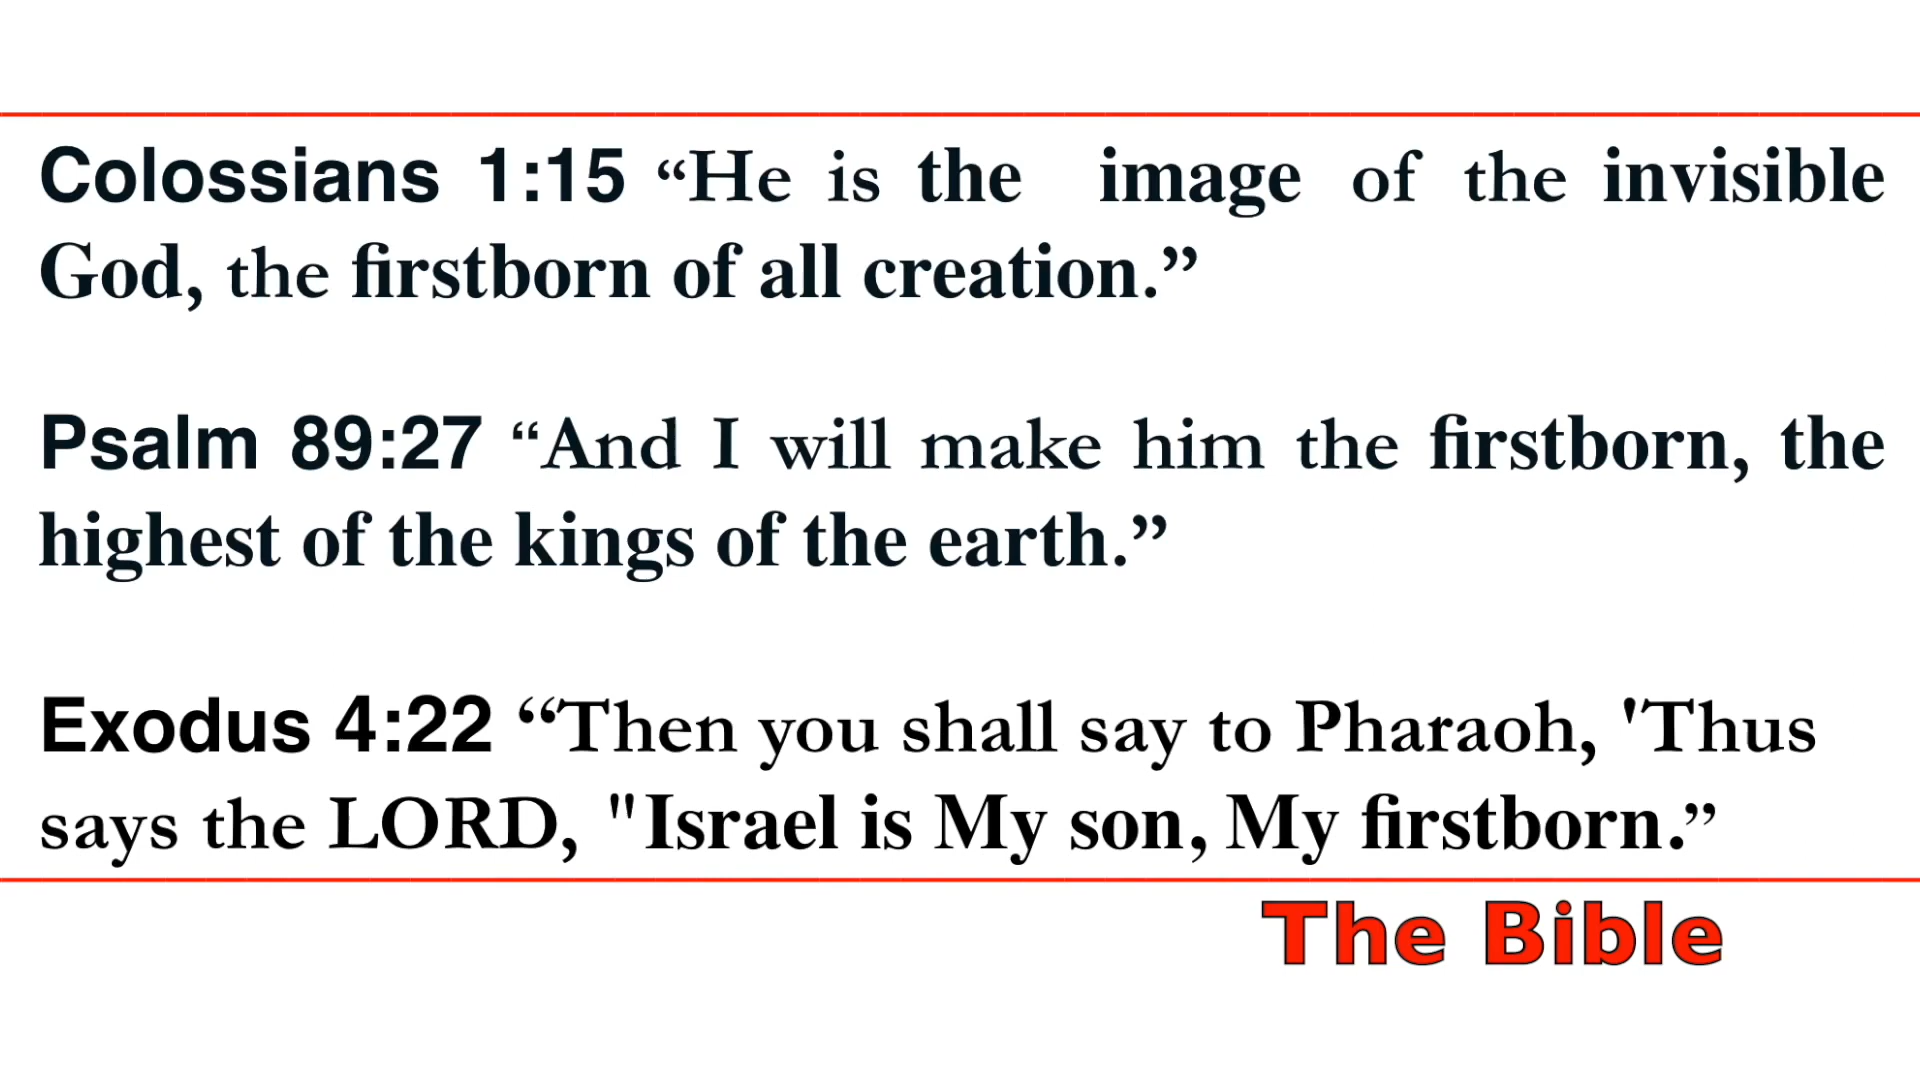 Colossians 1:15 “He is the image of the invisible
God, the firstborn of all creation.”
Psalm 89:27 “And I will make him the firstborn, the
highest of the kings of the earth.”
Exodus 4:22 “Then you shall say to Pharaoh, 'Thus
says the LORD, "Israel is My son, My firstborn.”
The Bible